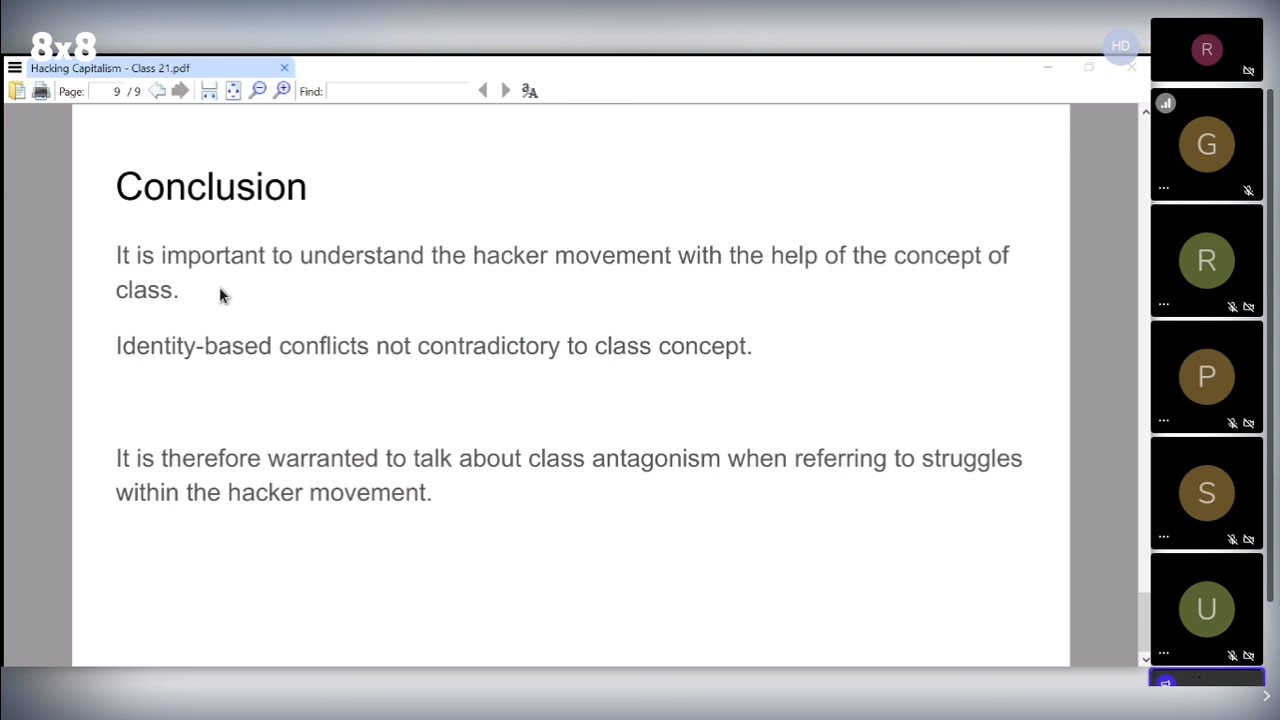 8x8
HD
R
Hacking Capitalism - Class 21.pdf
Page: 9 / 9 Find:
G
Conclusion
It is important to understand the hacker movement with the help of the concept of
class.
R
Identity-based conflicts not contradictory to class concept.
P
It is therefore warranted to talk about class antagonism when referring to struggles
within the hacker movement.
S
U